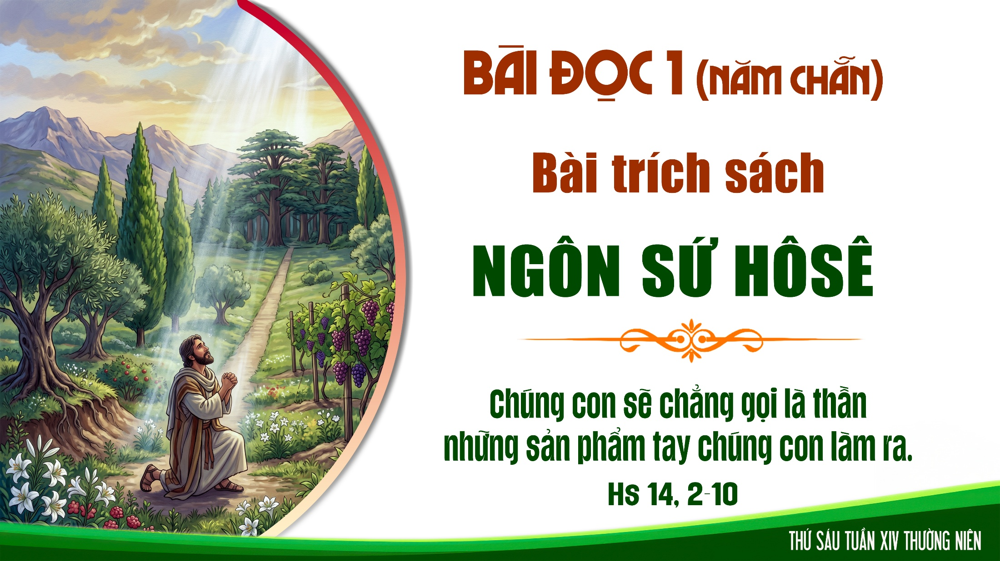 BÀI ĐỌC 1 (NĂM CHẴN)
Bài trích sách
NGÔN SỨ HÔSÊ
Chúng con sẽ chẳng gọi là thần
những sản phẩm tay chúng con làm ra.
Hs 14, 2-10
THỨ SÁU TUẦN XIV THƯỜNG NIÊN